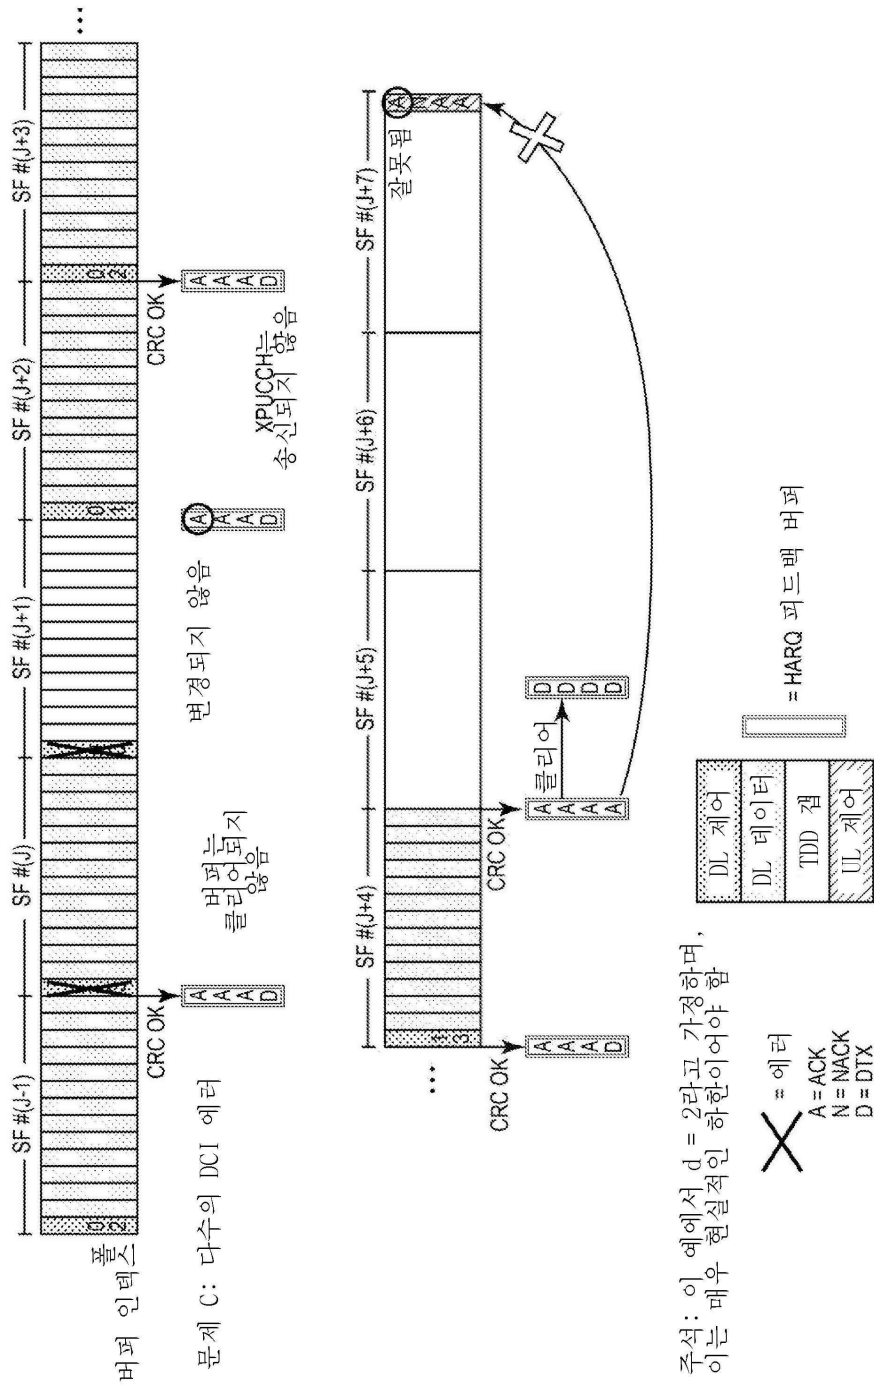 SF #(J-1) SF #(J) SF #(J+1) SF #(J+2) SF #(J+3)
...
폴스
버퍼 인덱스
0
2
0
1
0
2
CRC OK
A
A
A
D
버퍼는
클리어되지
않음
변경되지 않음
A
A
A
D
XPUCCH는
송신되지 않음
CRC OK
A
A
A
D
문제 C: 다수의 DCI 에러
SF #(J+4) SF #(J+5) SF #(J+6) SF #(J+7)
...
1
3
CRC OK
A
A
A
D
CRC OK
A
A
A
A
클리어
D
D
D
D
잘못됨
A
A
A
주석: 이 예에서 d = 2라고 가정하며,
이는 매우 현실적인 하한이어야 함
= 에러
A = ACK
N = NACK
D = DTX
DL 제어
DL 데이터
TDD 갭
UL 제어
= HARQ 피드백 버퍼